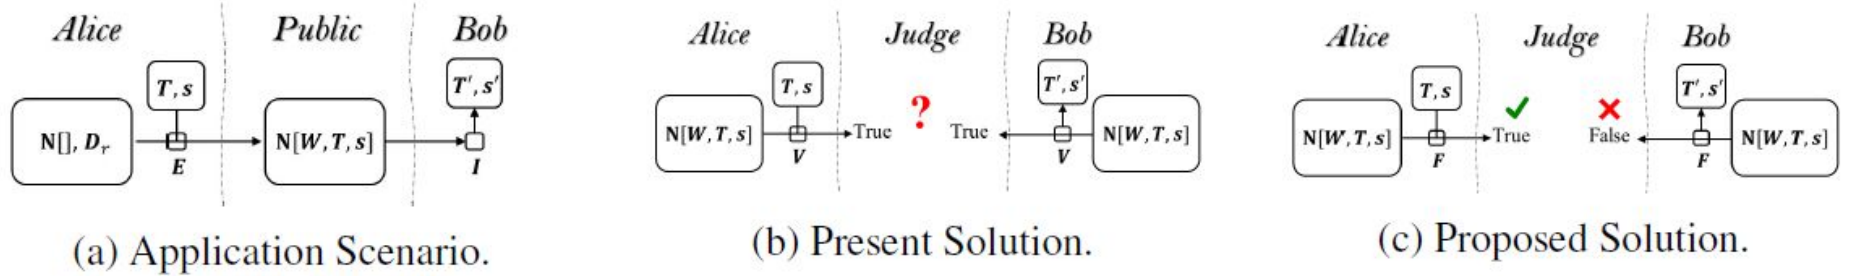 Alice Public Bob
T, s
T′, s′
N[], Dᵣ
N[W, T, s]
E
I
(a) Application Scenario.
Alice Judge Bob
T, s
T′, s′
N[W, T, s]
True ? True
N[W, T, s]
V
V
(b) Present Solution.
Alice Judge Bob
T, s
T′, s′
N[W, T, s]
True False
N[W, T, s]
F
F
(c) Proposed Solution.